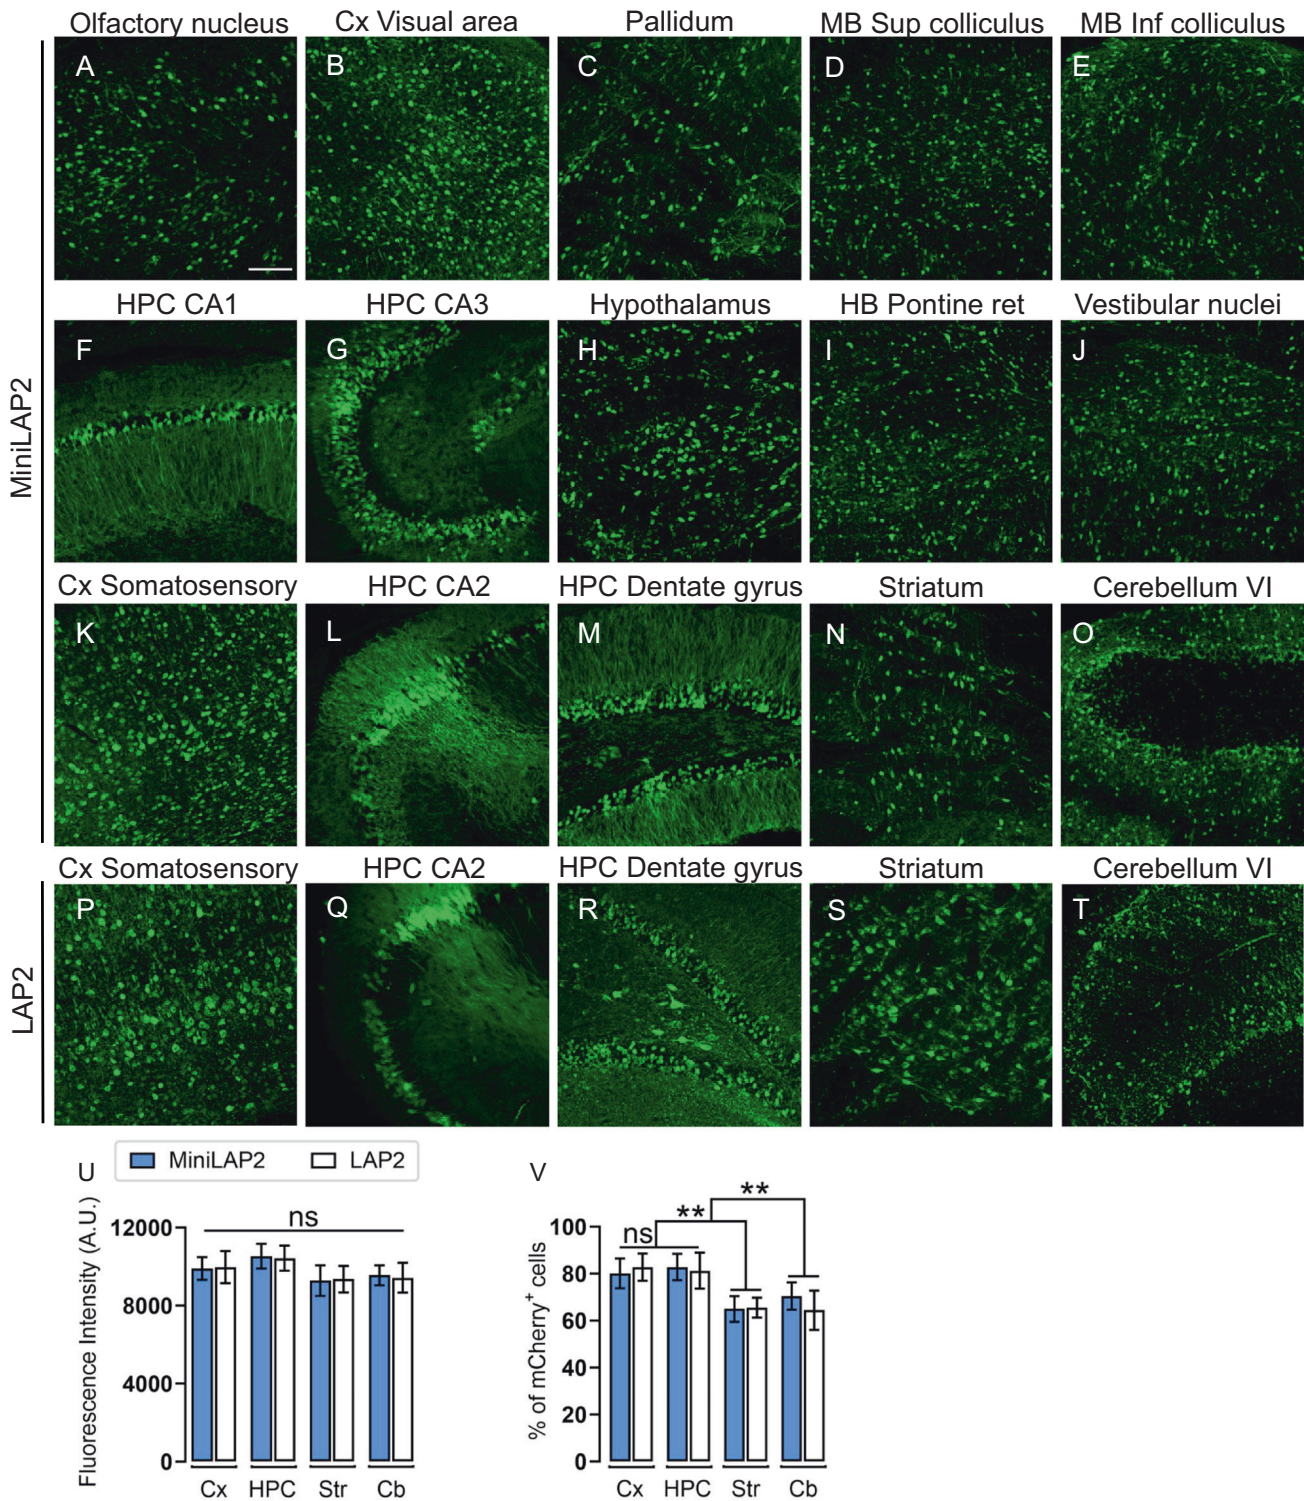 Olfactory nucleus Cx Visual area Pallidum MB Sup colliculus MB Inf colliculus
A B C D E
HPC CA1 HPC CA3 Hypothalamus HB Pontine ret Vestibular nuclei
F G H I J
MiniLAP2
Cx Somatosensory HPC CA2 HPC Dentate gyrus Striatum Cerebellum VI
K L M N O
Cx Somatosensory HPC CA2 HPC Dentate gyrus Striatum Cerebellum VI
P Q R S T
LAP2
U
MiniLAP2 LAP2
Fluorescence Intensity (A.U.)
ns
12000
8000
4000
0
Cx HPC Str Cb
V
% of mCherry⁺ cells
**
**
ns
100
80
60
40
20
0
Cx HPC Str Cb